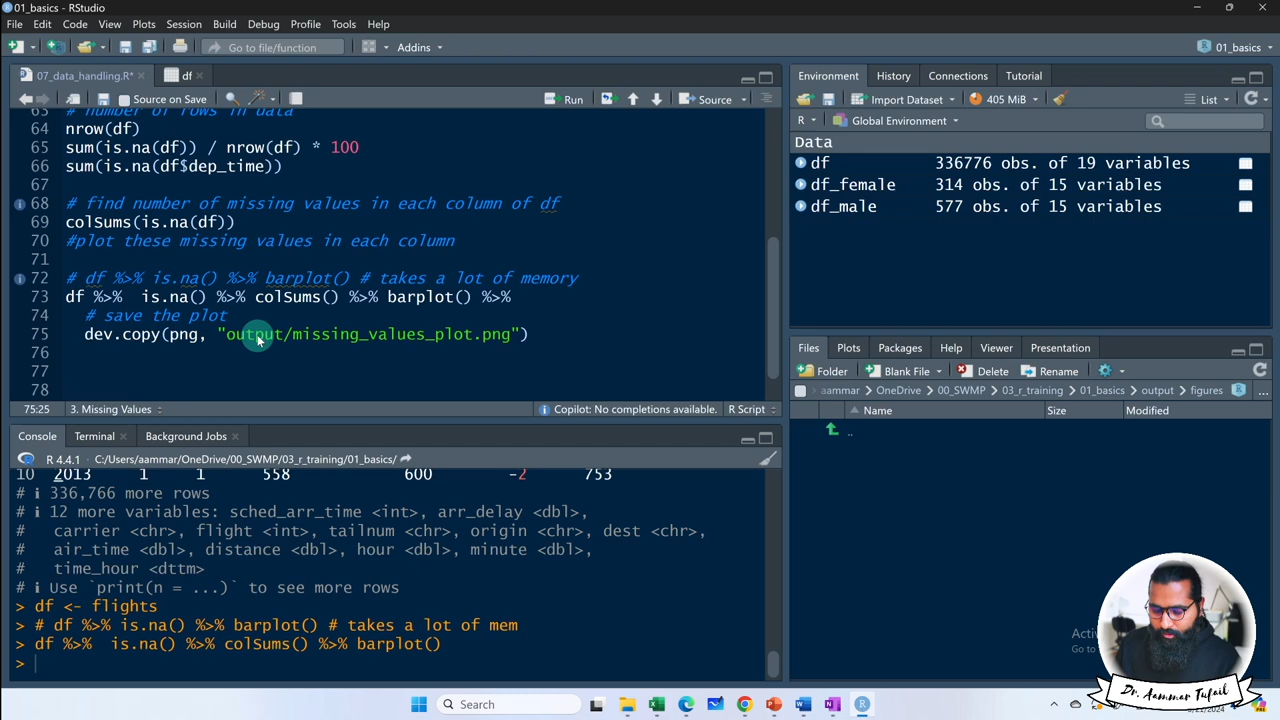 01_basics - RStudio
File Edit Code View Plots Session Build Debug Profile Tools Help
Go to file/function Addins 01_basics
07_data_handling.R* df
Source on Save Run Source
# number of rows in data
64 nrow(df)
65 sum(is.na(df)) / nrow(df) * 100
66 sum(is.na(df$dep_time))
67
68 # find number of missing values in each column of df
69 colSums(is.na(df))
70 #plot these missing values in each column
71
72 # df %>% is.na() %>% barplot() # takes a lot of memory
73 df %>%  is.na() %>% colSums() %>% barplot() %>%
74 # save the plot
75 dev.copy(png, "output/missing_values_plot.png")
76
77
78
75:25 3. Missing Values Copilot: No completions available. R Script
Console Terminal Background Jobs
R 4.4.1 · C:/Users/aammar/OneDrive/00_SWMP/03_r_training/01_basics/
10 2013 1 1 558 600 -2 753
# ℹ 336,766 more rows
# ℹ 12 more variables: sched_arr_time <int>, arr_delay <dbl>,
# carrier <chr>, flight <int>, tailnum <chr>, origin <chr>, dest <chr>,
# air_time <dbl>, distance <dbl>, hour <dbl>, minute <dbl>,
# time_hour <dttm>
# ℹ Use `print(n = ...)` to see more rows
> df <- flights
> # df %>% is.na() %>% barplot() # takes a lot of mem
> df %>%  is.na() %>% colSums() %>% barplot()
>
Environment History Connections Tutorial
Import Dataset 405 MiB List
R Global Environment
Data
df 336776 obs. of 19 variables
df_female 314 obs. of 15 variables
df_male 577 obs. of 15 variables
Files Plots Packages Help Viewer Presentation
Folder Blank File Delete Rename
aammar OneDrive 00_SWMP 03_r_training 01_basics output figures ...
Name Size Modified
..
Dr. Aammar Tufail
Search